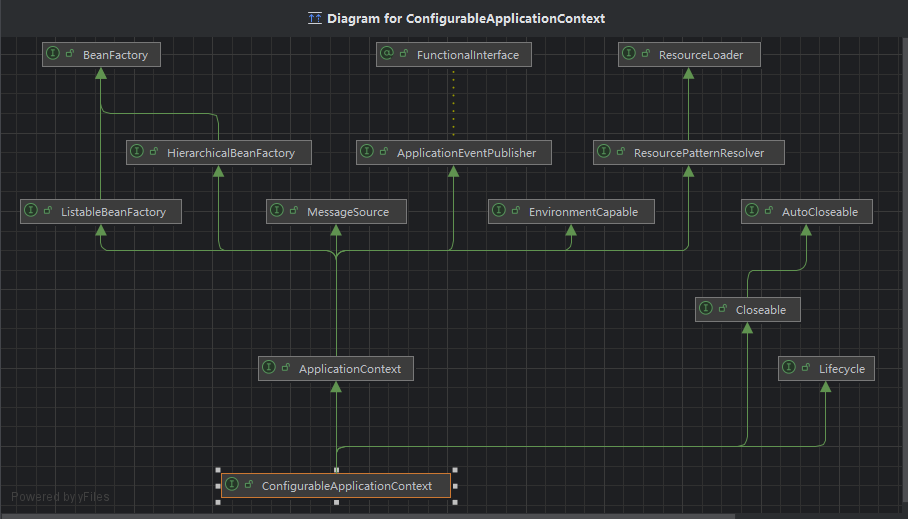 Diagram for ConfigurableApplicationContext
BeanFactory
FunctionalInterface
ResourceLoader
HierarchicalBeanFactory
ApplicationEventPublisher
ResourcePatternResolver
ListableBeanFactory
MessageSource
EnvironmentCapable
AutoCloseable
Closeable
ApplicationContext
Lifecycle
ConfigurableApplicationContext
Powered by yFiles